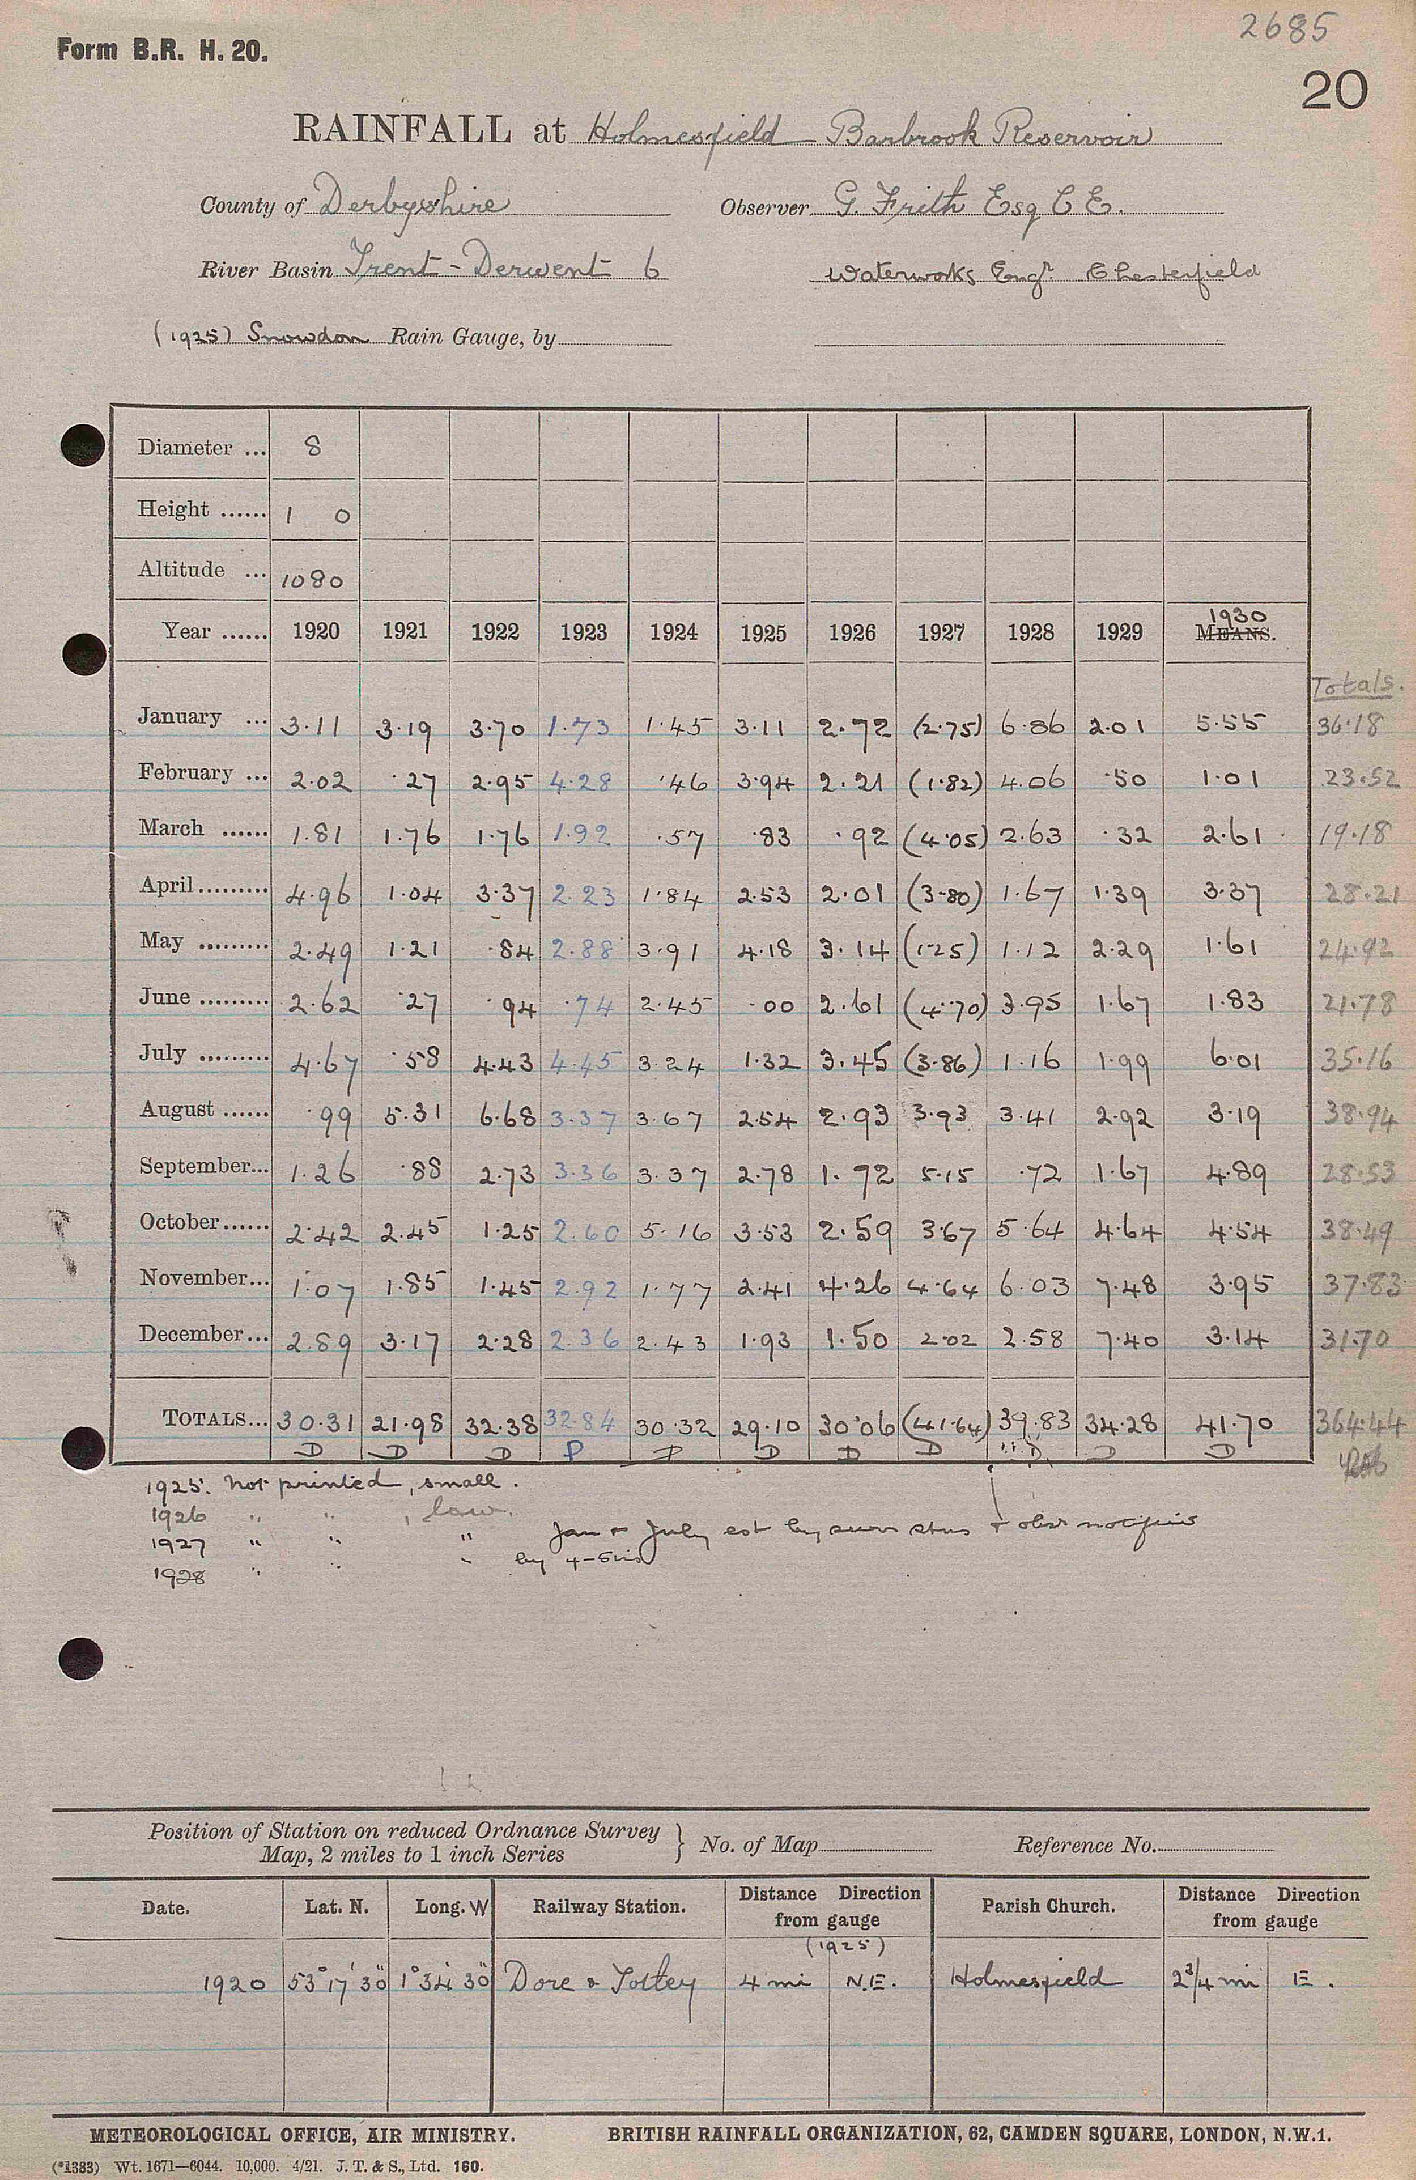 2685
Form B.R. H. 20.
20
RAINFALL at Holmesfield - Barbrook Reservoir
County of Derbyshire Observer G. Frith Esq C E.
River Basin Trent - Derwent 6 Waterworks Engr. Chesterfield
(1925) Snowdon Rain Gauge, by
Diameter ... 8
Height ...... 1 0
Altitude ... 1080
Year ...... 1920 1921 1922 1923 1924 1925 1926 1927 1928 1929 1930 MEANS.
Totals.
January ... 3.11 3.19 3.70 1.73 1.45 3.11 2.72 (2.75) 6.86 2.01 5.55 36.18
February ... 2.02 .27 2.95 4.28 .46 3.94 2.21 (1.82) 4.06 .50 1.01 23.52
March ...... 1.81 1.76 1.76 1.92 .57 .83 .92 (4.05) 2.63 .32 2.61 19.18
April ......... 4.96 1.04 3.37 2.23 1.84 2.53 2.01 (3.80) 1.67 1.39 3.37 28.21
May ......... 2.49 1.21 .84 2.88 3.91 4.18 3.14 (1.25) 1.12 2.29 1.61 24.92
June ......... 2.62 .27 .94 .74 2.45 .00 2.61 (4.70) 3.95 1.67 1.83 21.78
July ......... 4.67 .58 4.43 4.45 3.24 1.32 3.45 (3.86) 1.16 1.99 6.01 35.16
August ...... .99 5.31 6.68 3.37 3.67 2.54 2.93 3.93 3.41 2.92 3.19 38.94
September... 1.26 .88 2.73 3.36 3.37 2.78 1.72 5.15 .72 1.67 4.89 28.53
October...... 2.42 2.45 1.25 2.60 5.16 3.53 2.59 3.67 5.64 4.64 4.54 38.49
November... 1.07 1.85 1.45 2.92 1.77 2.41 4.26 4.64 6.03 7.48 3.95 37.83
December... 2.89 3.17 2.28 2.36 2.43 1.93 1.50 2.02 2.58 7.40 3.14 31.70
TOTALS... 30.31 21.98 32.38 32.84 30.32 29.10 30.06 (41.64) 39.83 34.28 41.70 364.44
D D D P P D D D D D D
1925. Not printed, small.
1926 " " , low.
1927 " " " Jan + July est by surr stns + obsr notifies
1928 " " " by 4-5 ins
Position of Station on reduced Ordnance Survey Map, 2 miles to 1 inch Series } No. of Map Reference No.
Date. Lat. N. Long. W Railway Station. Distance Direction from gauge Parish Church. Distance Direction from gauge
(1925)
1920 53° 17' 30" 1° 34' 30" Dore & Totley 4 mi N.E. Holmesfield 2 3/4 mi E.
METEOROLOGICAL OFFICE, AIR MINISTRY. BRITISH RAINFALL ORGANIZATION, 62, CAMDEN SQUARE, LONDON, N.W.1.
(*1383) Wt. 1671—6044. 10,000. 4/21. J. T. & S., Ltd. 160.